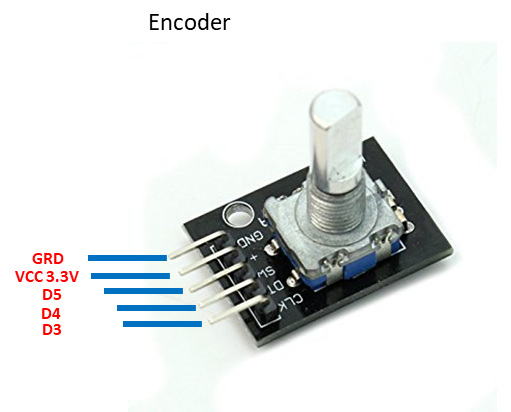 Encoder
GRD
VCC 3.3V
D5
D4
D3
GND
+
SW
DT
CLK